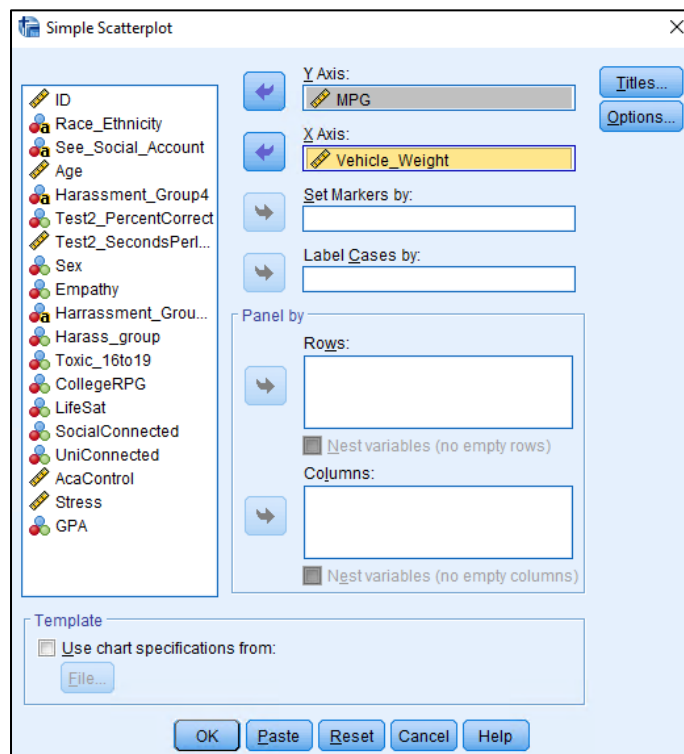 Simple Scatterplot
ID
Race_Ethnicity
See_Social_Account
Age
Harassment_Group4
Test2_PercentCorrect
Test2_SecondsPerI...
Sex
Empathy
Harrassment_Grou...
Harass_group
Toxic_16to19
CollegeRPG
LifeSat
SocialConnected
UniConnected
AcaControl
Stress
GPA
Y Axis:
MPG
X Axis:
Vehicle_Weight
Set Markers by:
Label Cases by:
Panel by
Rows:
Nest variables (no empty rows)
Columns:
Nest variables (no empty columns)
Titles...
Options...
Template
Use chart specifications from:
File...
OK Paste Reset Cancel Help